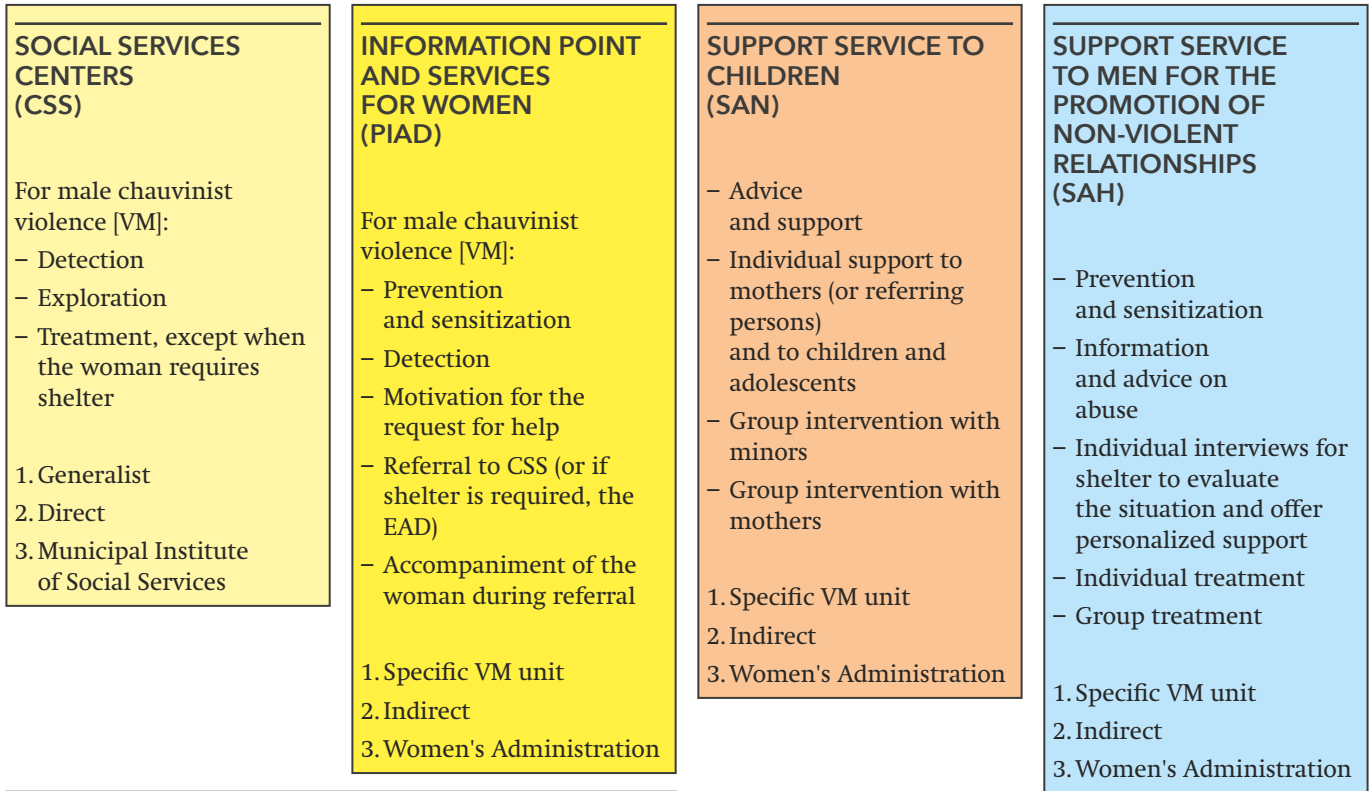 SOCIAL SERVICES
CENTERS
(CSS)
For male chauvinist
violence [VM]:
– Detection
– Exploration
– Treatment, except when
the woman requires
shelter
1. Generalist
2. Direct
3. Municipal Institute
of Social Services
INFORMATION POINT
AND SERVICES
FOR WOMEN
(PIAD)
For male chauvinist
violence [VM]:
– Prevention
and sensitization
– Detection
– Motivation for the
request for help
– Referral to CSS (or if
shelter is required, the
EAD)
– Accompaniment of the
woman during referral
1. Specific VM unit
2. Indirect
3. Women's Administration
SUPPORT SERVICE TO
CHILDREN
(SAN)
– Advice
and support
– Individual support to
mothers (or referring
persons)
and to children and
adolescents
– Group intervention with
minors
– Group intervention with
mothers
1. Specific VM unit
2. Indirect
3. Women's Administration
SUPPORT SERVICE
TO MEN FOR THE
PROMOTION OF
NON-VIOLENT
RELATIONSHIPS
(SAH)
– Prevention
and sensitization
– Information
and advice on
abuse
– Individual interviews for
shelter to evaluate
the situation and offer
personalized support
– Individual treatment
– Group treatment
1. Specific VM unit
2. Indirect
3. Women's Administration